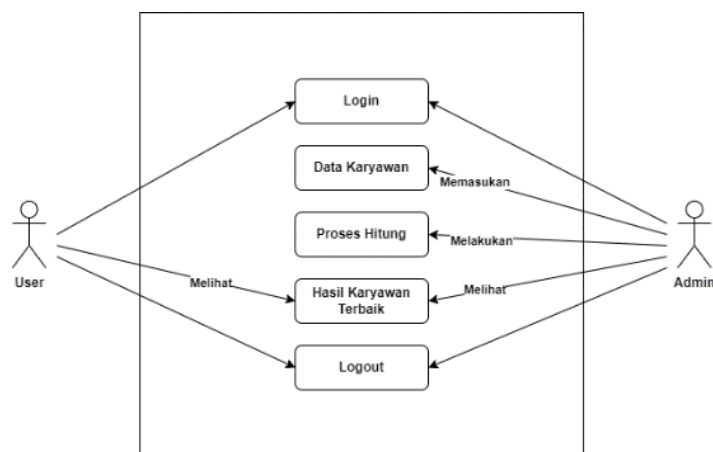 Login
Data Karyawan
Memasukan
Proses Hitung
Melakukan
User
Melihat
Hasil Karyawan
Terbaik
Melihat
Admin
Logout